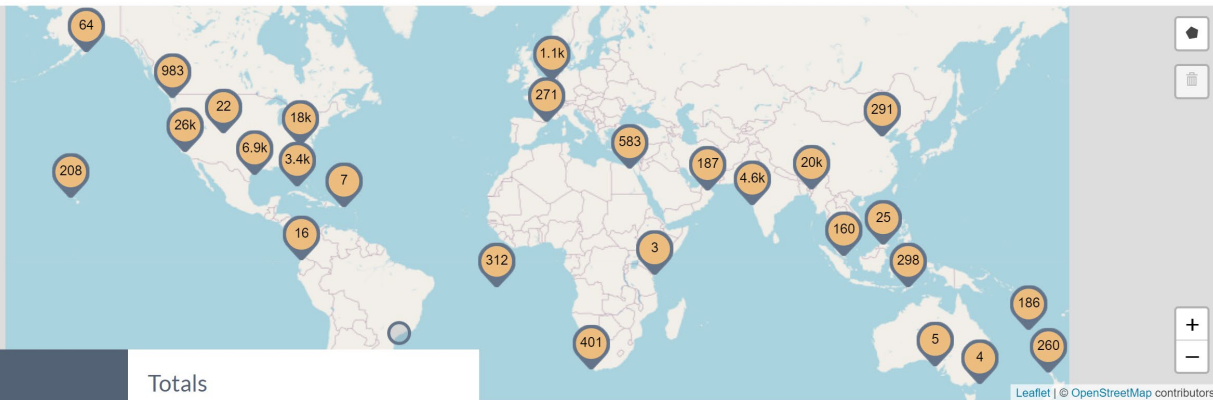 64
1.1k
983
271
22
291
18k
26k
583
6.9k
3.4k
187
20k
208
4.6k
7
25
160
16
3
312
298
186
5
401
260
4
+
−
Totals
Leaflet | © OpenStreetMap contributors